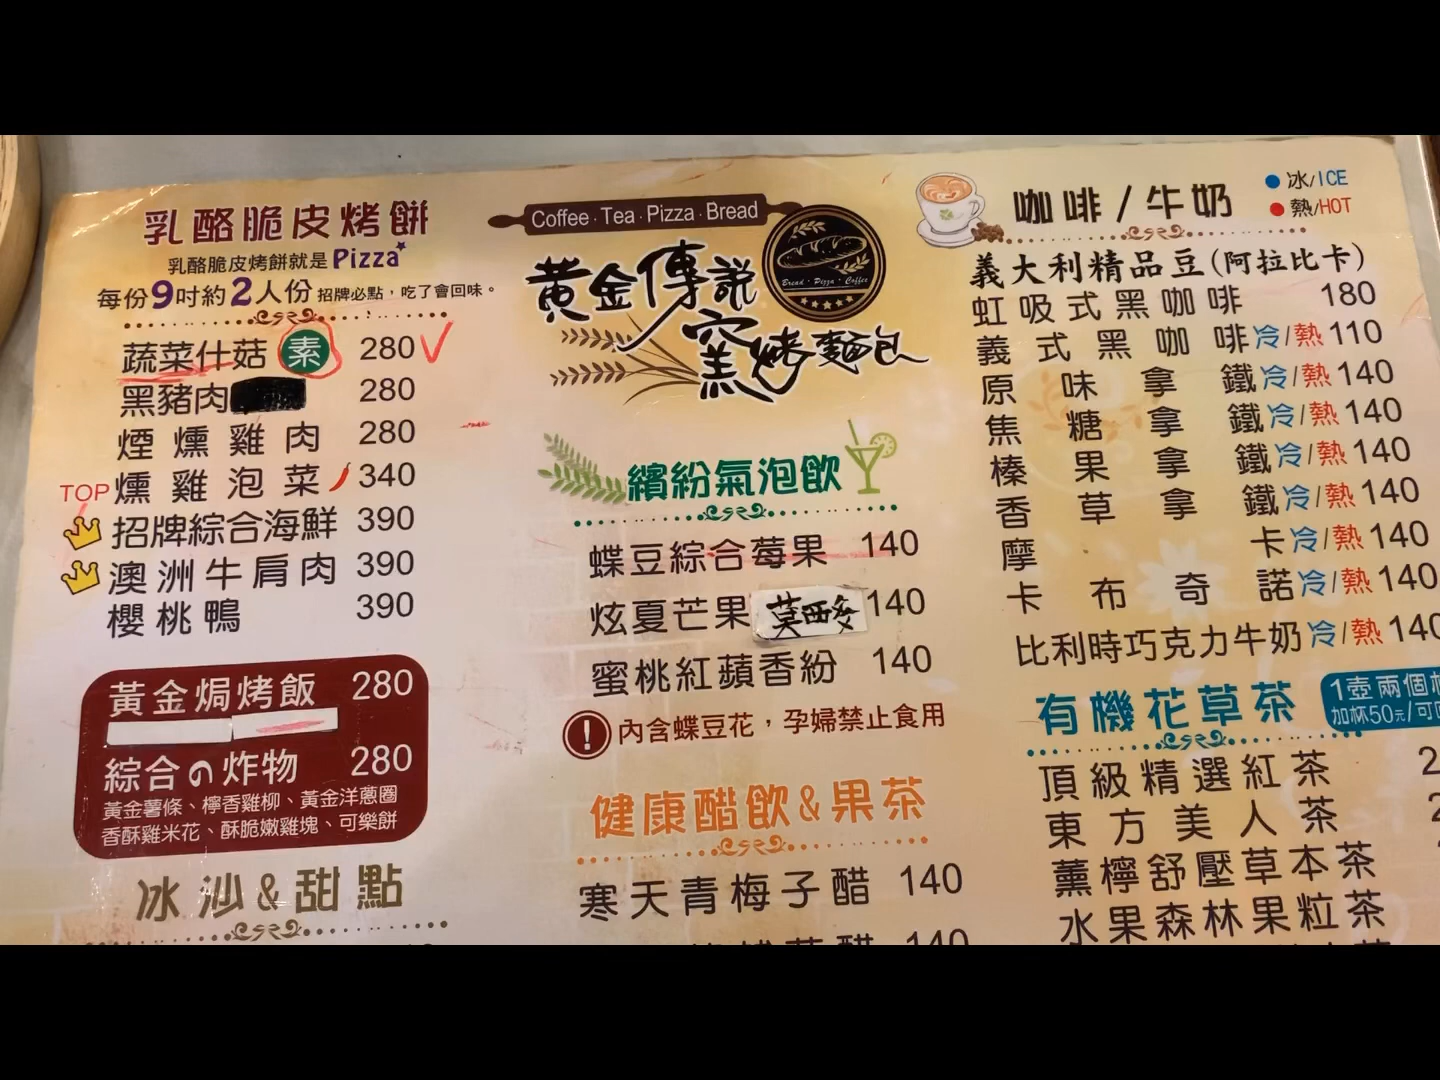 乳酪脆皮烤餅
乳酪脆皮烤餅就是Pizza
每份9吋約2人份 招牌必點，吃了會回味。
蔬菜什菇 素 280
黑豬肉 280
煙燻雞肉 280
TOP 燻雞泡菜 340
招牌綜合海鮮 390
澳洲牛肩肉 390
櫻桃鴨 390
黃金焗烤飯 280
綜合の炸物 280
黃金薯條、檸香雞柳、黃金洋蔥圈
香酥雞米花、酥脆嫩雞塊、可樂餅
冰沙&甜點
Coffee · Tea · Pizza · Bread
Bread · Pizza · Coffee
黃金傳說
窯烤麵包
繽紛氣泡飲
蝶豆綜合莓果 140
炫夏芒果 莫西多 140
蜜桃紅蘋香紛 140
! 內含蝶豆花，孕婦禁止食用
健康醋飲&果茶
寒天青梅子醋 140
140
咖啡/牛奶
冰/ICE
熱/HOT
義大利精品豆(阿拉比卡)
虹吸式黑咖啡 180
義式黑咖啡 冷/熱 110
原味拿鐵 冷/熱 140
焦糖拿鐵 冷/熱 140
榛果拿鐵 冷/熱 140
香草拿鐵 冷/熱 140
摩卡 冷/熱 140
卡布奇諾 冷/熱 140
比利時巧克力牛奶 冷/熱 140
有機花草茶
1壺兩個
加杯50元/可
頂級精選紅茶 2
東方美人茶 2
薰檸舒壓草本茶
水果森林果粒茶